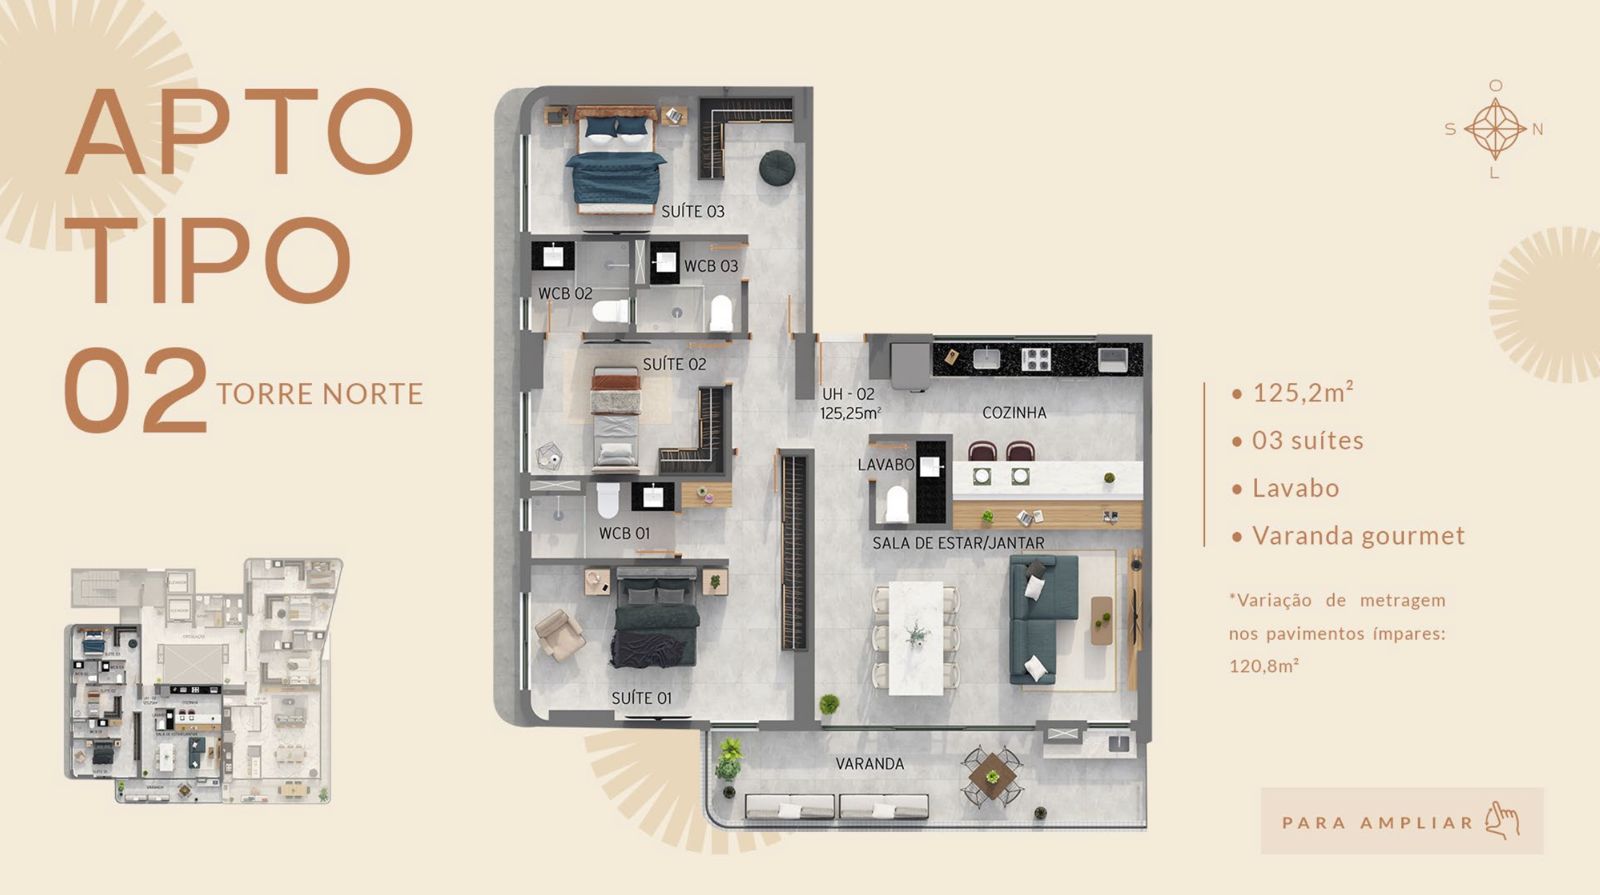 APTO
TIPO
02 TORRE NORTE
O
S N
L
SUÍTE 03
WCB 03
WCB 02
SUÍTE 02
UH - 02
125,25m²
COZINHA
LAVABO
WCB 01
SALA DE ESTAR/JANTAR
SUÍTE 01
VARANDA
• 125,2m²
• 03 suítes
• Lavabo
• Varanda gourmet
*Variação de metragem
nos pavimentos ímpares:
120,8m²
PARA AMPLIAR